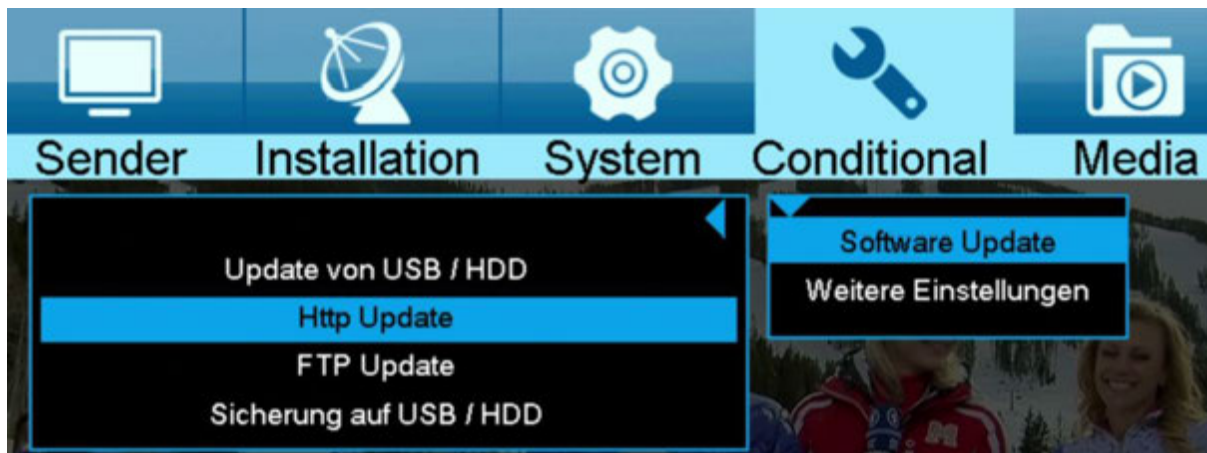 Sender Installation System Conditional Media
Update von USB / HDD
Http Update
FTP Update
Sicherung auf USB / HDD
Software Update
Weitere Einstellungen